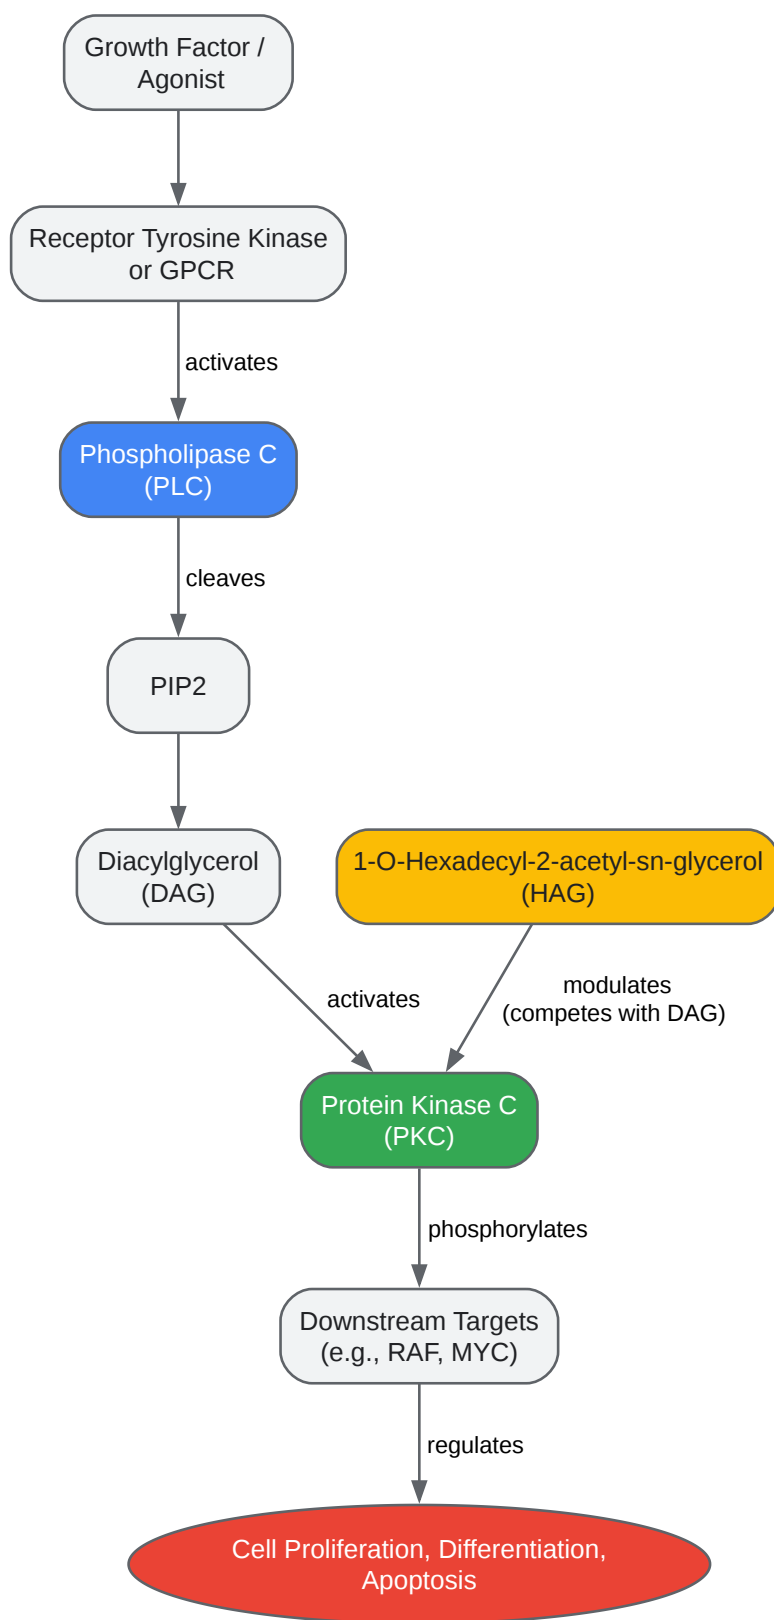 Growth Factor /
Agonist
Receptor Tyrosine Kinase
or GPCR
activates
Phospholipase C
(PLC)
cleaves
PIP2
Diacylglycerol
(DAG)
1-O-Hexadecyl-2-acetyl-sn-glycerol
(HAG)
activates
modulates
(competes with DAG)
Protein Kinase C
(PKC)
phosphorylates
Downstream Targets
(e.g., RAF, MYC)
regulates
Cell Proliferation, Differentiation,
Apoptosis